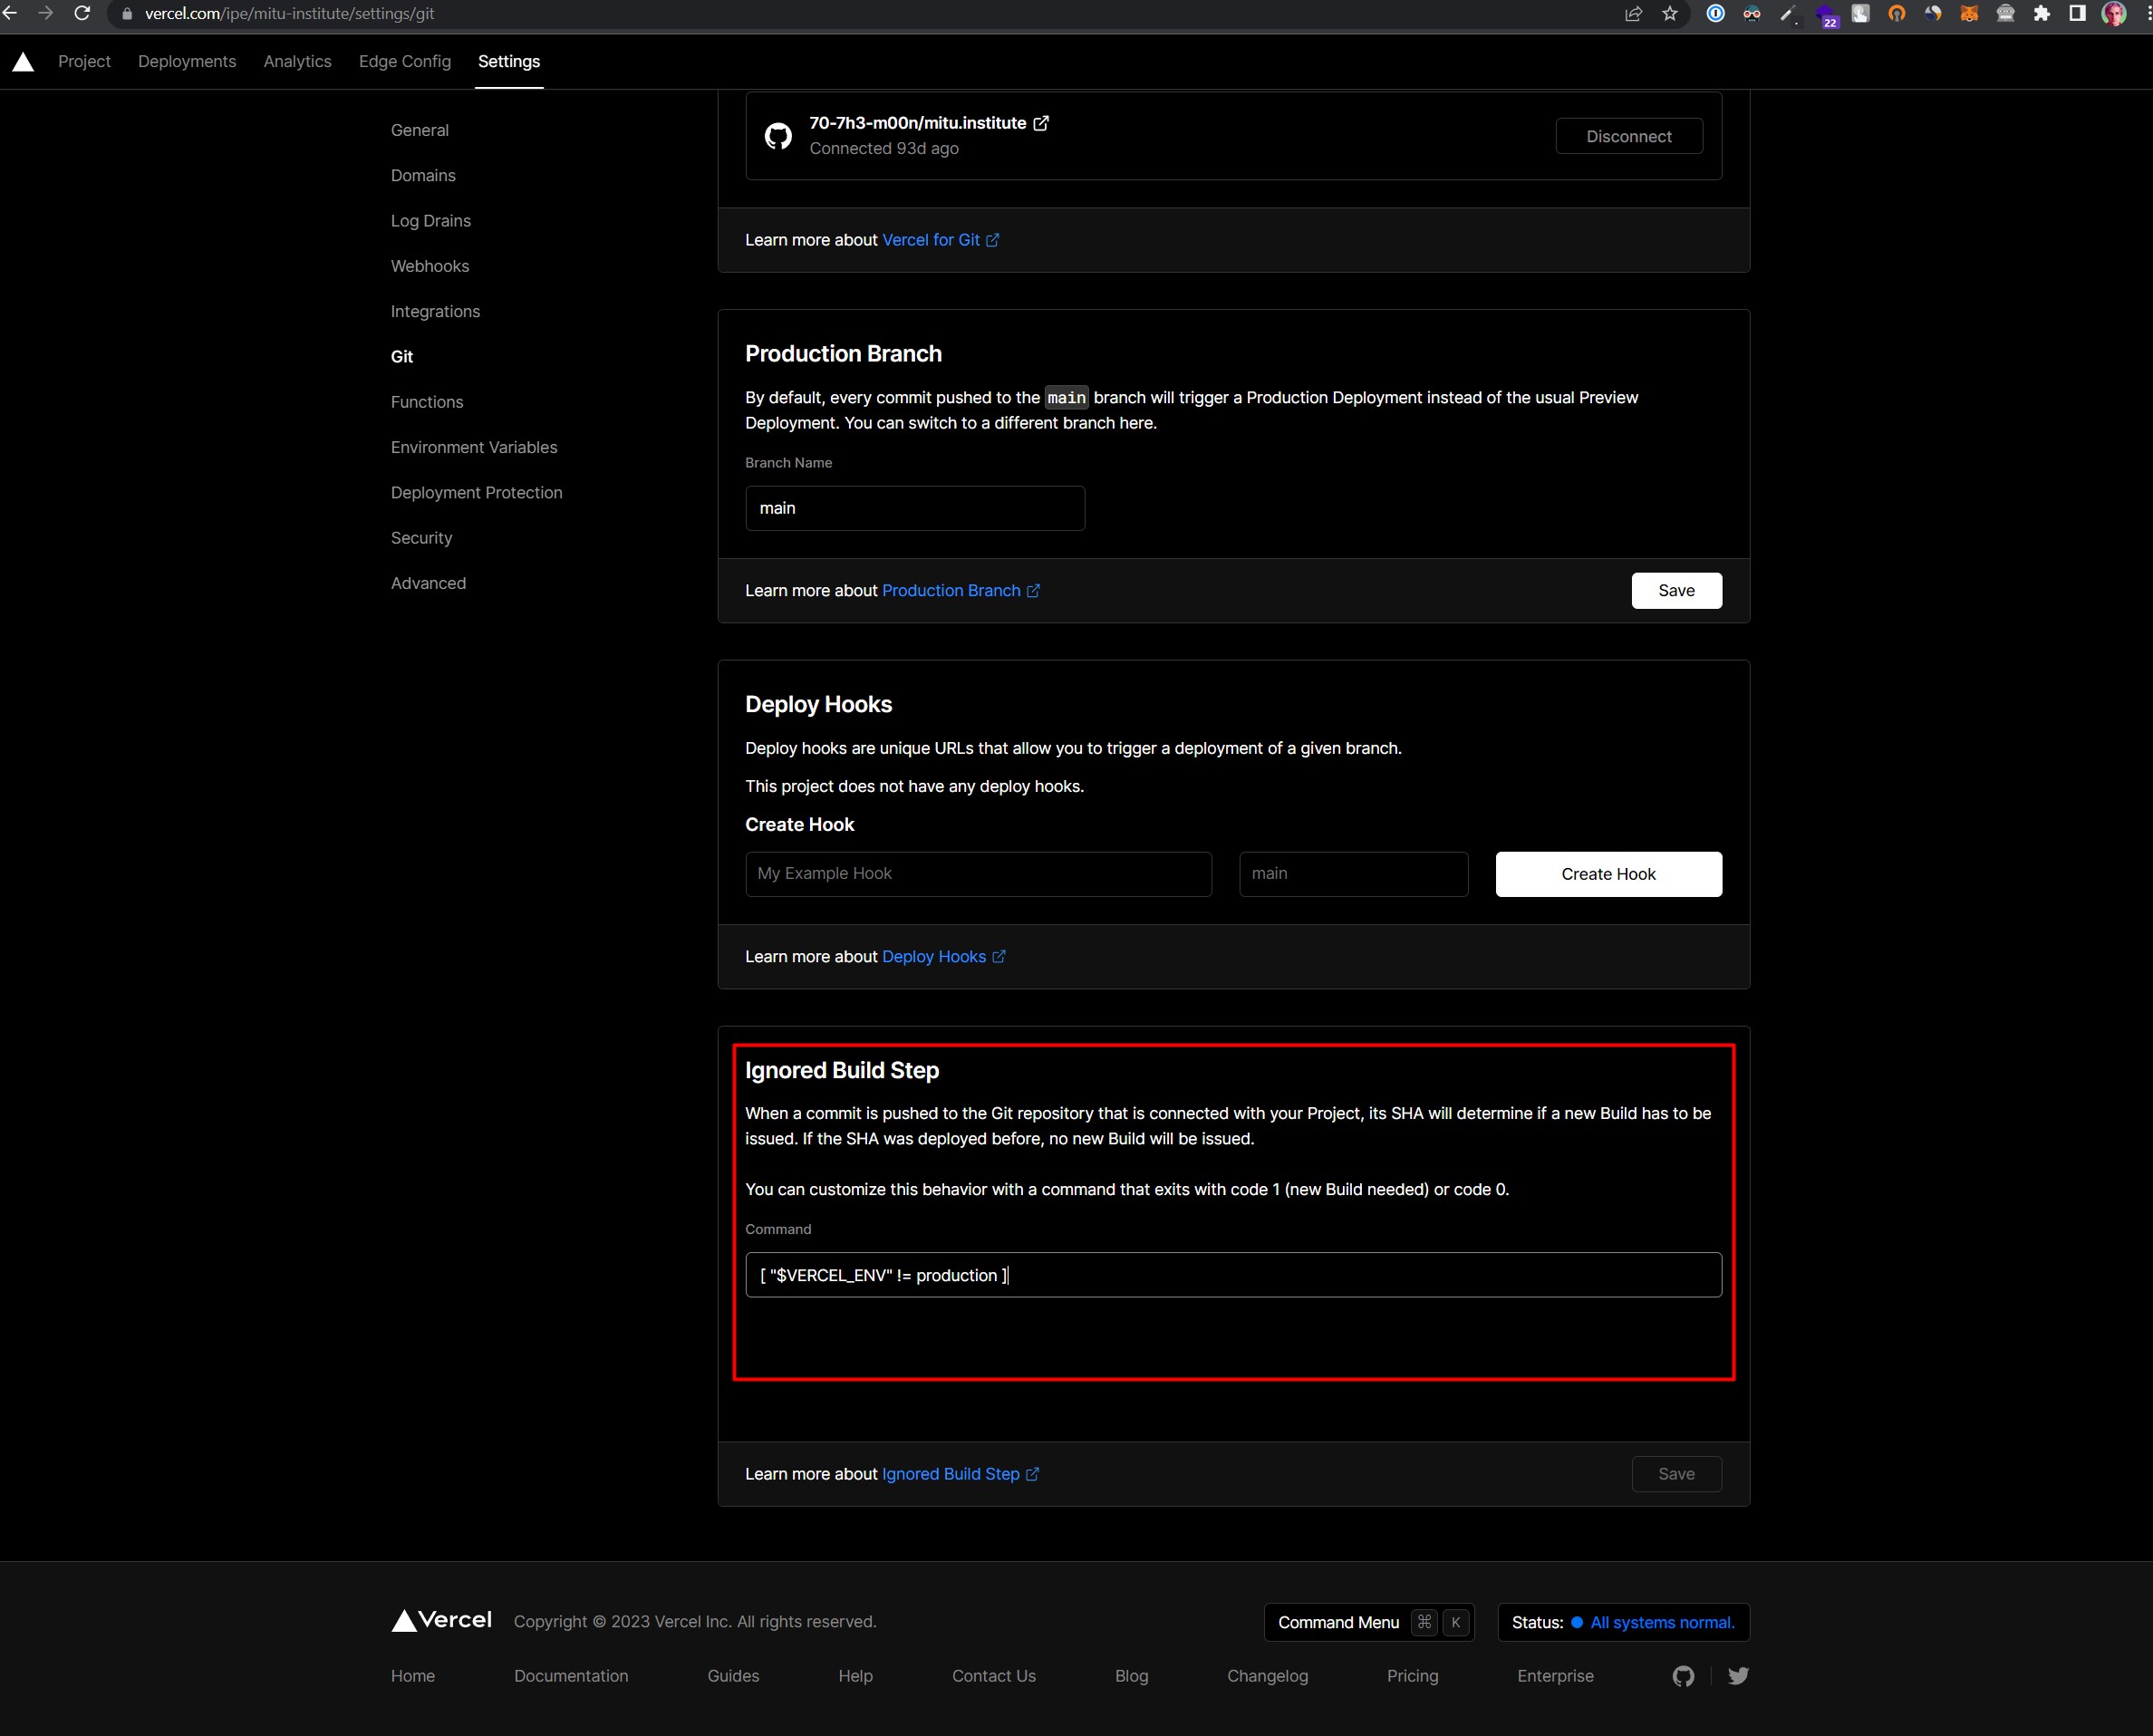 vercel.com/ipe/mitu-institute/settings/git
22
Project Deployments Analytics Edge Config Settings
General
Domains
Log Drains
Webhooks
Integrations
Git
Functions
Environment Variables
Deployment Protection
Security
Advanced
70-7h3-m00n/mitu.institute
Connected 93d ago
Disconnect
Learn more about Vercel for Git
Production Branch
By default, every commit pushed to the main branch will trigger a Production Deployment instead of the usual Preview
Deployment. You can switch to a different branch here.
Branch Name
main
Learn more about Production Branch
Save
Deploy Hooks
Deploy hooks are unique URLs that allow you to trigger a deployment of a given branch.
This project does not have any deploy hooks.
Create Hook
My Example Hook main Create Hook
Learn more about Deploy Hooks
Ignored Build Step
When a commit is pushed to the Git repository that is connected with your Project, its SHA will determine if a new Build has to be
issued. If the SHA was deployed before, no new Build will be issued.
You can customize this behavior with a command that exits with code 1 (new Build needed) or code 0.
Command
[ "$VERCEL_ENV" != production ]
Learn more about Ignored Build Step
Save
Vercel Copyright © 2023 Vercel Inc. All rights reserved.
Command Menu ⌘ K
Status: All systems normal.
Home Documentation Guides Help Contact Us Blog Changelog Pricing Enterprise